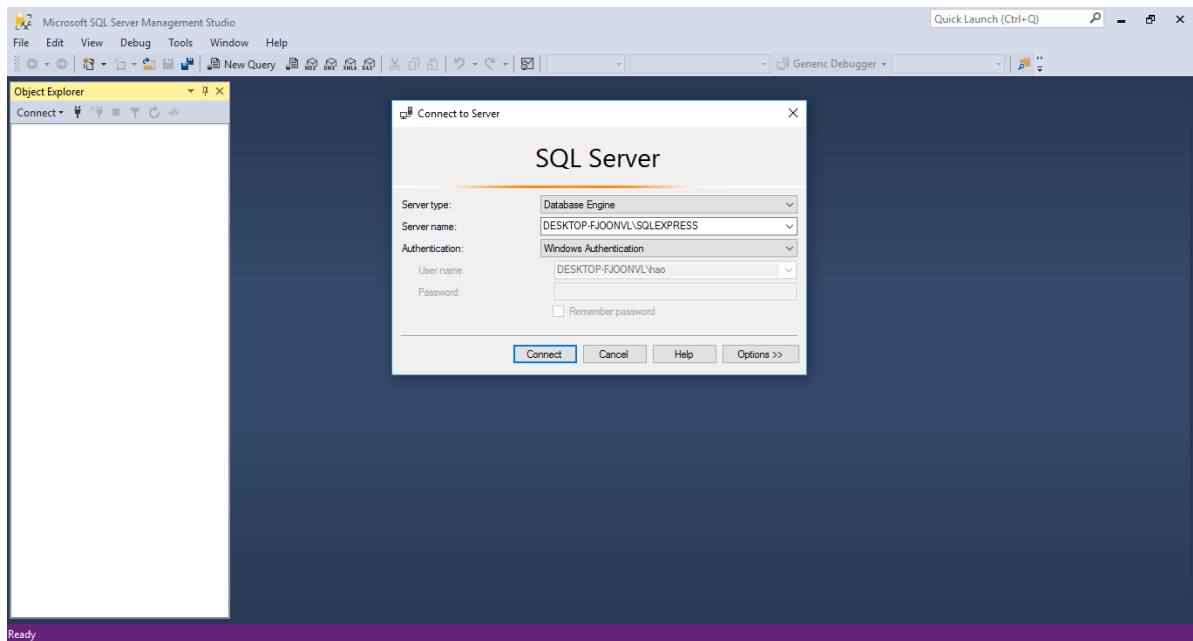 Microsoft SQL Server Management Studio
Quick Launch (Ctrl+Q)
File Edit View Debug Tools Window Help
New Query
Generic Debugger
Object Explorer
Connect
Connect to Server
SQL Server
Server type: Database Engine
Server name: DESKTOP-FJOONVL\SQLEXPRESS
Authentication: Windows Authentication
User name: DESKTOP-FJOONVL\hao
Password:
Remember password
Connect Cancel Help Options >>
Ready